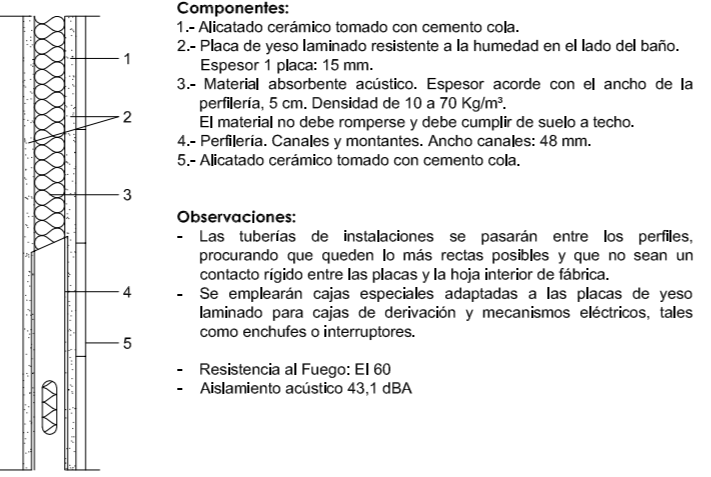 Componentes:
1.- Alicatado cerámico tomado con cemento cola.
2.- Placa de yeso laminado resistente a la humedad en el lado del baño.
Espesor 1 placa: 15 mm.
3.- Material absorbente acústico. Espesor acorde con el ancho de la
perfilería, 5 cm. Densidad de 10 a 70 Kg/m³.
El material no debe romperse y debe cumplir de suelo a techo.
4.- Perfilería. Canales y montantes. Ancho canales: 48 mm.
5.- Alicatado cerámico tomado con cemento cola.
Observaciones:
- Las tuberías de instalaciones se pasarán entre los perfiles,
procurando que queden lo más rectas posibles y que no sean un
contacto rígido entre las placas y la hoja interior de fábrica.
- Se emplearán cajas especiales adaptadas a las placas de yeso
laminado para cajas de derivación y mecanismos eléctricos, tales
como enchufes o interruptores.
- Resistencia al Fuego: EI 60
- Aislamiento acústico 43,1 dBA
1
2
3
4
5